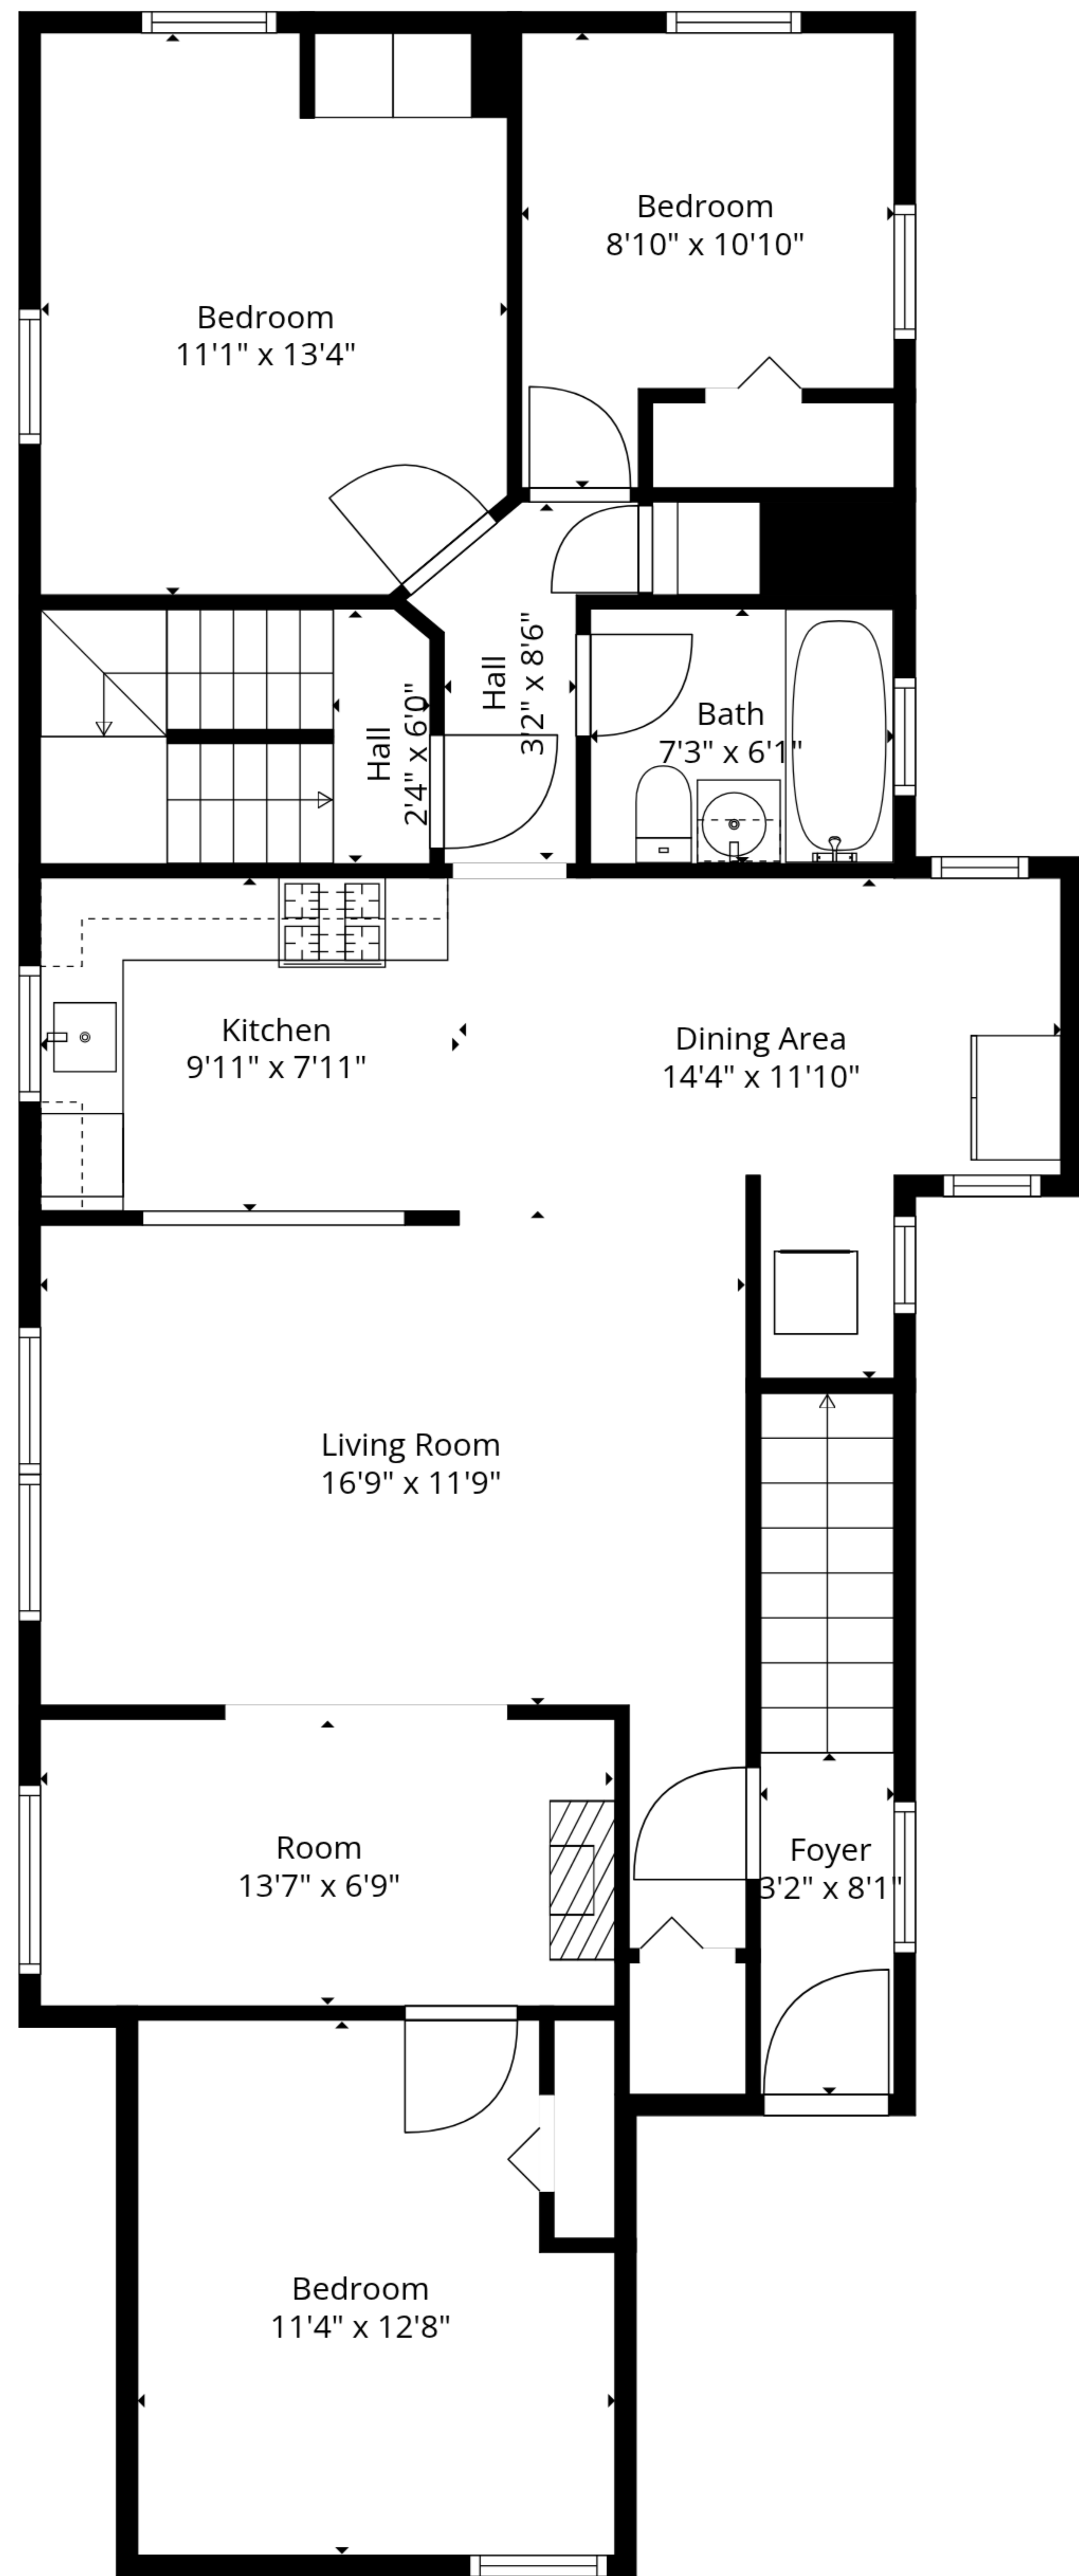 Bedroom
8'10" x 10'10"
Bedroom
11'1" x 13'4"
Hall
2'4" x 6'0"
Hall
3'2" x 8'6"
Bath
7'3" x 6'1"
Kitchen
9'11" x 7'11"
Dining Area
14'4" x 11'10"
Living Room
16'9" x 11'9"
Room
13'7" x 6'9"
Foyer
3'2" x 8'1"
Bedroom
11'4" x 12'8"